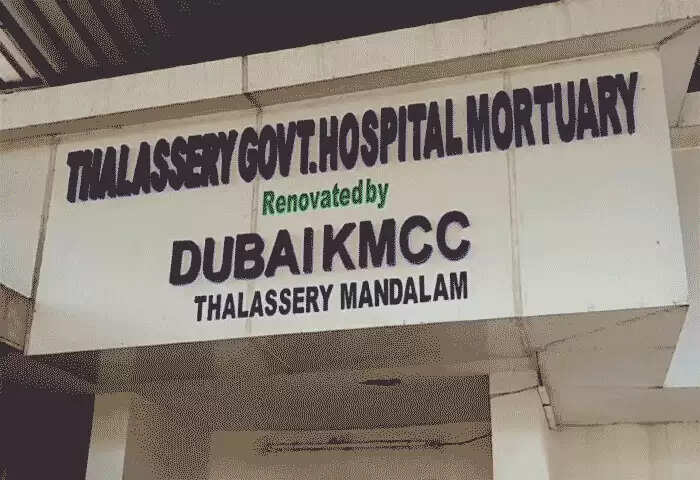 THALASSERY GOVT.HOSPITAL MORTUARY
Renovated by
DUBAI KMCC
THALASSERY MANDALAM